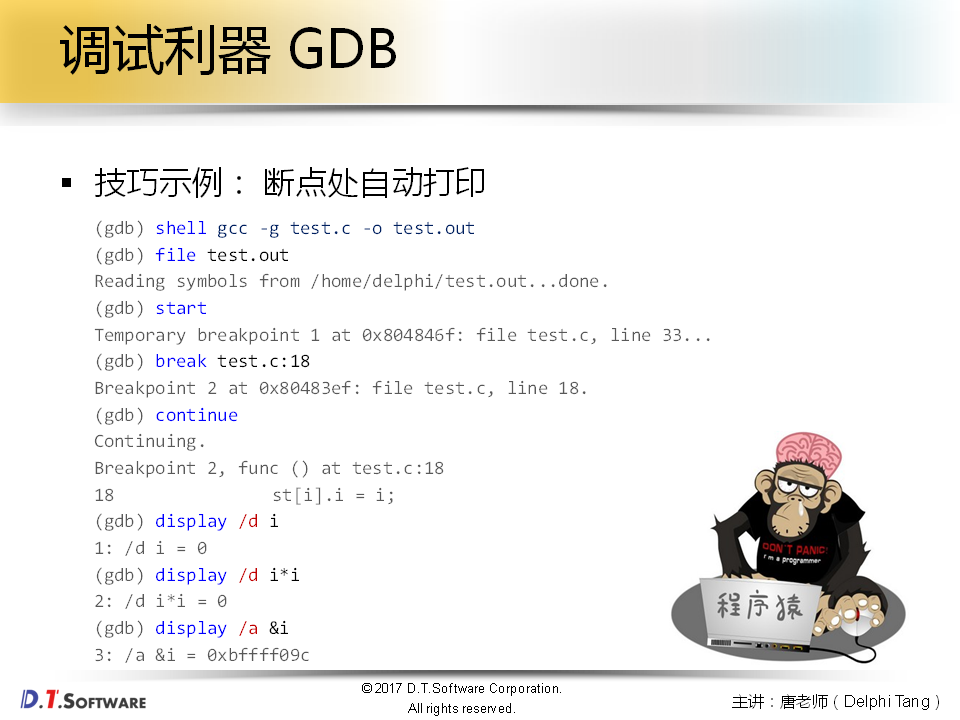 调试利器 GDB
技巧示例： 断点处自动打印
(gdb) shell gcc -g test.c -o test.out
(gdb) file test.out
Reading symbols from /home/delphi/test.out...done.
(gdb) start
Temporary breakpoint 1 at 0x804846f: file test.c, line 33...
(gdb) break test.c:18
Breakpoint 2 at 0x80483ef: file test.c, line 18.
(gdb) continue
Continuing.
Breakpoint 2, func () at test.c:18
18 st[i].i = i;
(gdb) display /d i
1: /d i = 0
(gdb) display /d i*i
2: /d i*i = 0
(gdb) display /a &i
3: /a &i = 0xbffff09c
DON'T PANIC!
I'm a programmer
程序猿
D.T.SOFTWARE
©2017 D.T.Software Corporation.
All rights reserved.
主讲：唐老师（Delphi Tang）